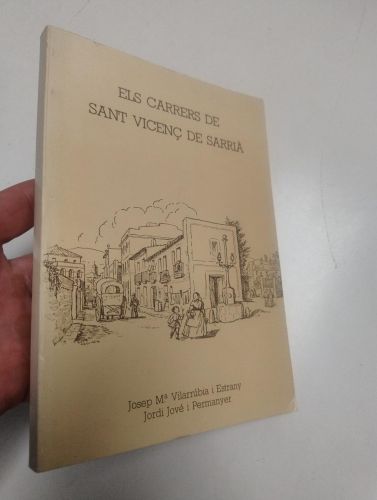 ELS CARRERS DE
SANT VICENÇ DE SARRIÀ
Josep Mª Vilarrúbia i Estrany
Jordi Jové i Permanyer